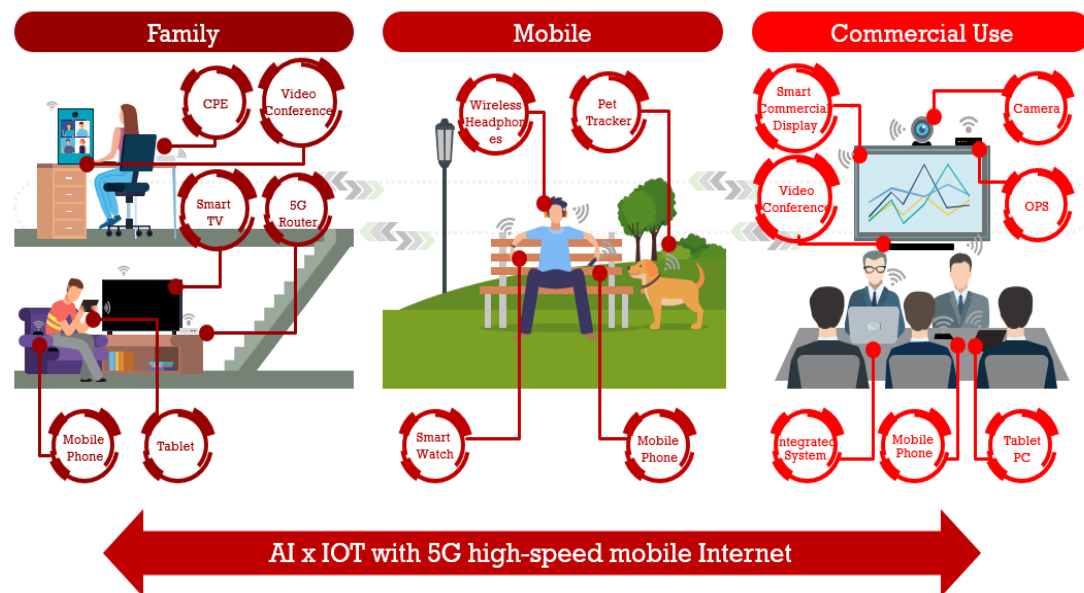 Family
Mobile
Commercial Use
CPE
Video
Conference
Smart
TV
5G
Router
Mobile
Phone
Tablet
Wireless
Headphon
es
Pet
Tracker
Smart
Watch
Mobile
Phone
Smart
Commercial
Display
Camera
Video
Conference
OPS
Integrated
System
Mobile
Phone
Tablet
PC
AI x IOT with 5G high-speed mobile Internet